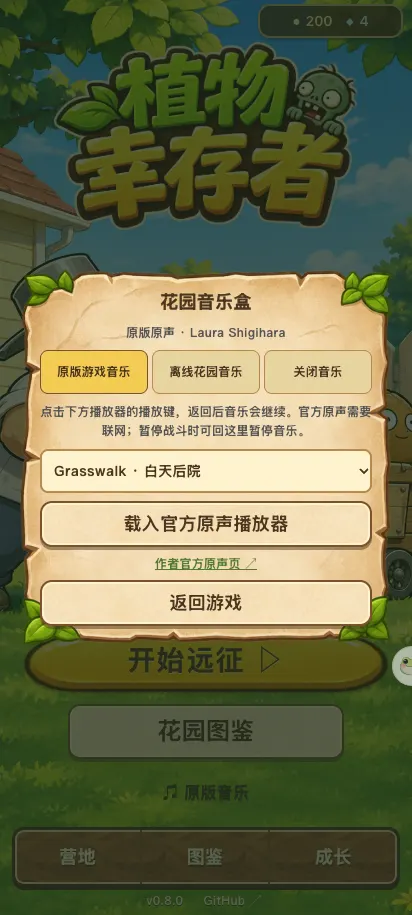 ● 200 ◆ 4
植物
幸存者
花园音乐盒
原版原声 · Laura Shigihara
原版游戏音乐 离线花园音乐 关闭音乐
点击下方播放器的播放键，返回后音乐会继续。官方原声需要
联网；暂停战斗时可回这里暂停音乐。
Grasswalk · 白天后院
载入官方原声播放器
作者官方原声页 ↗
返回游戏
开始远征 ▷
花园图鉴
♫ 原版音乐
营地 图鉴 成长
v0.8.0 GitHub ↗